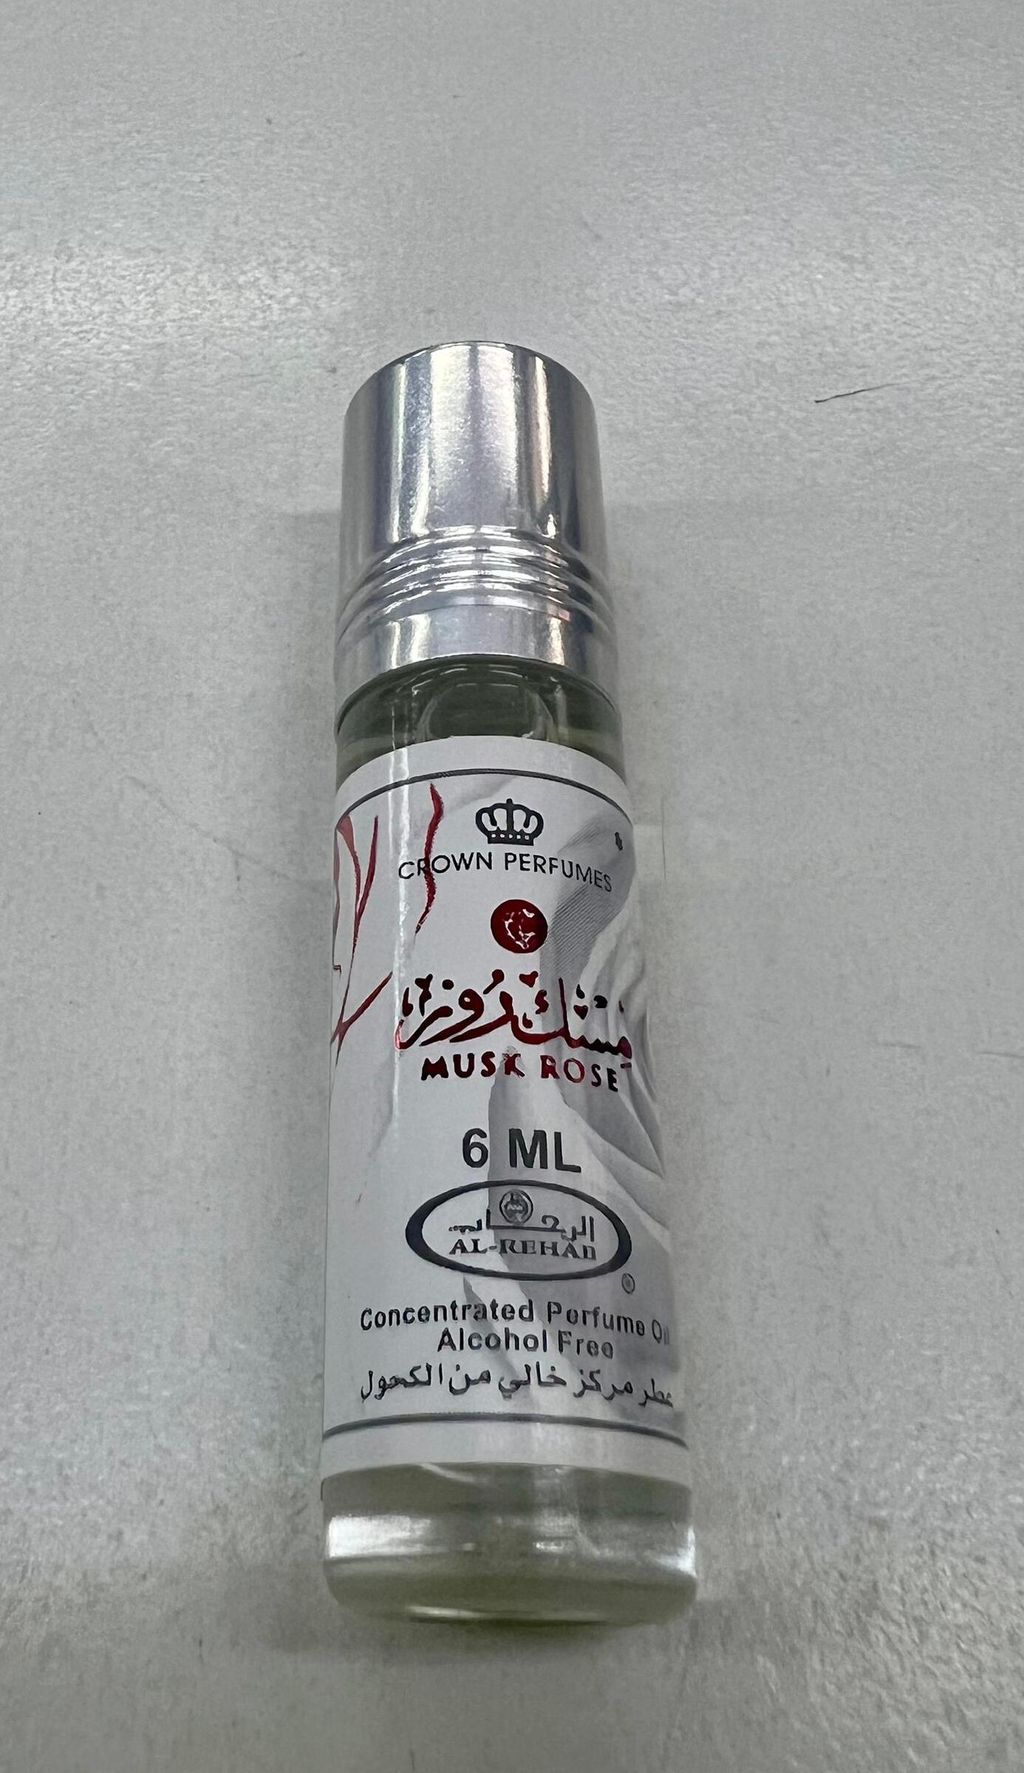 CROWN PERFUMES
مسك روز
MUSK ROSE
6 ML
الرحاب
AL-REHAB
Concentrated Perfume Oil
Alcohol Free
عطر مركز خالي من الكحول